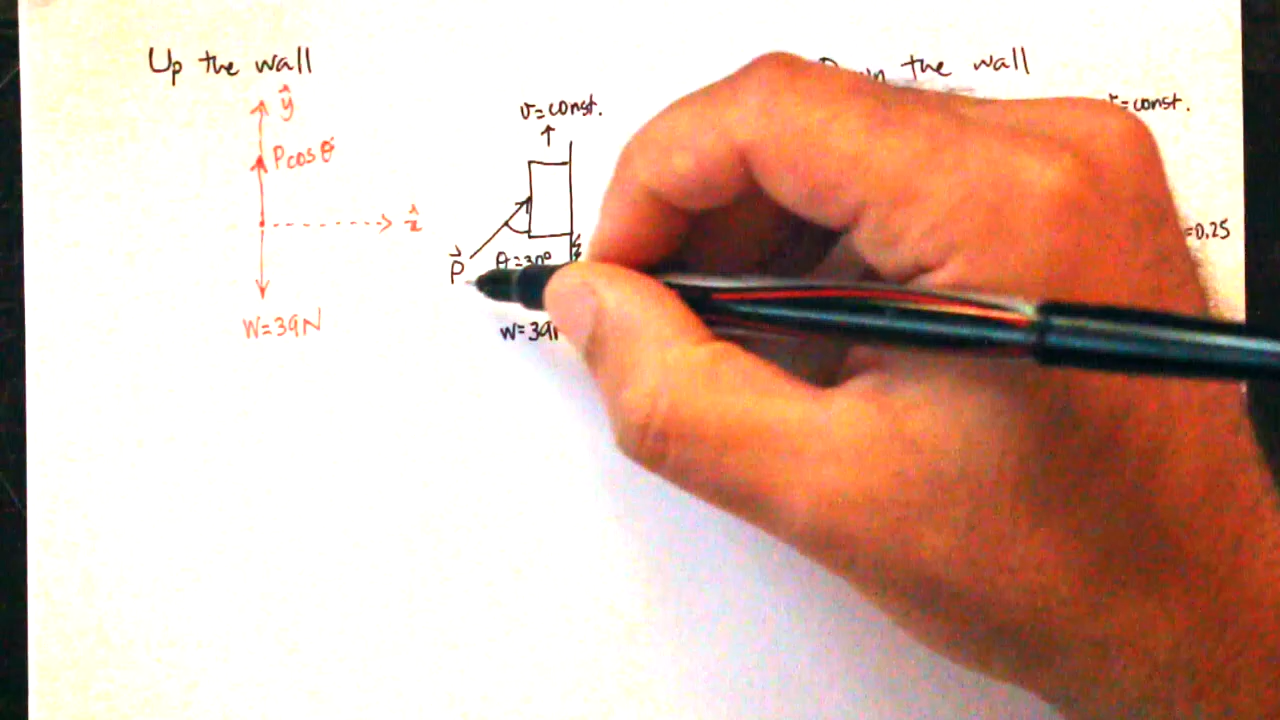 Up the wall
ŷ
P cos θ
x̂
W=39N
v=const.
P⃗
θ=30°
W=39
the wall
=const.
=0.25